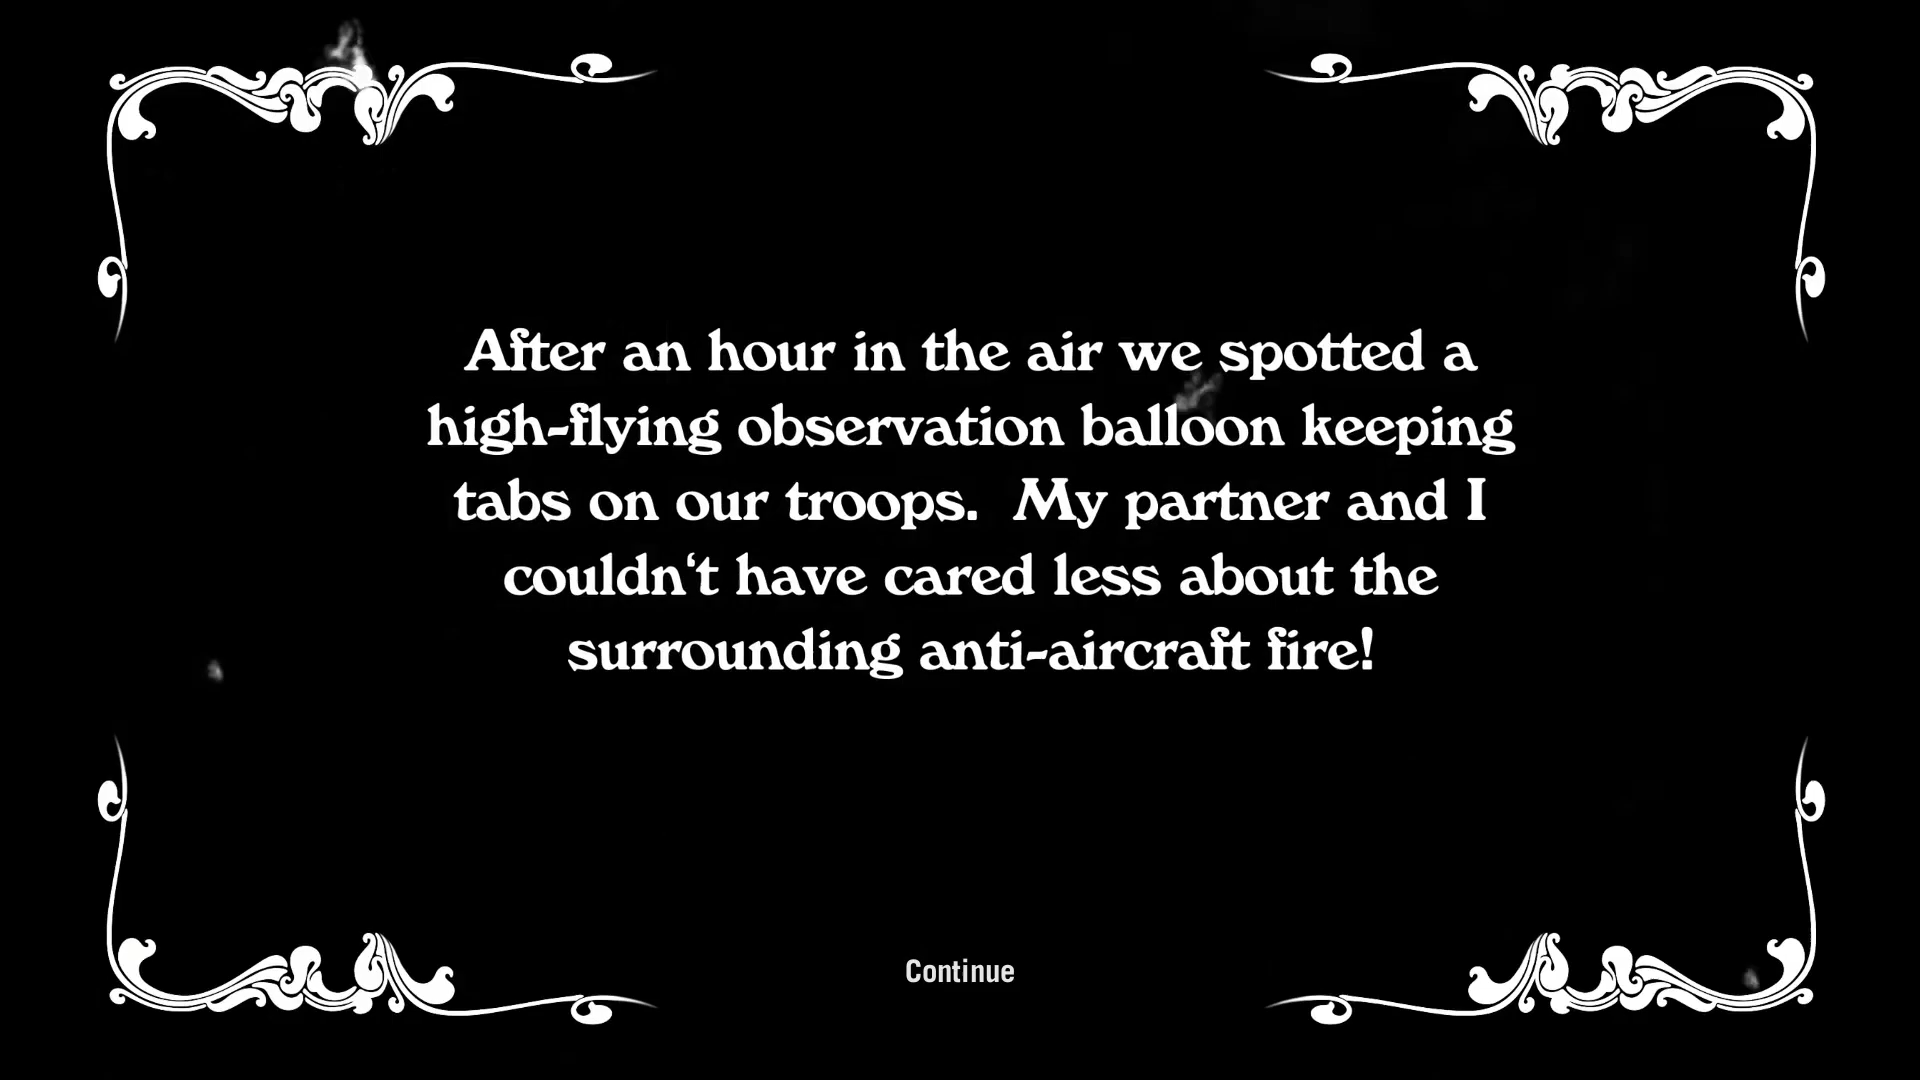 After an hour in the air we spotted a
high-flying observation balloon keeping
tabs on our troops.  My partner and I
couldn‘t have cared less about the
surrounding anti-aircraft fire!
Continue